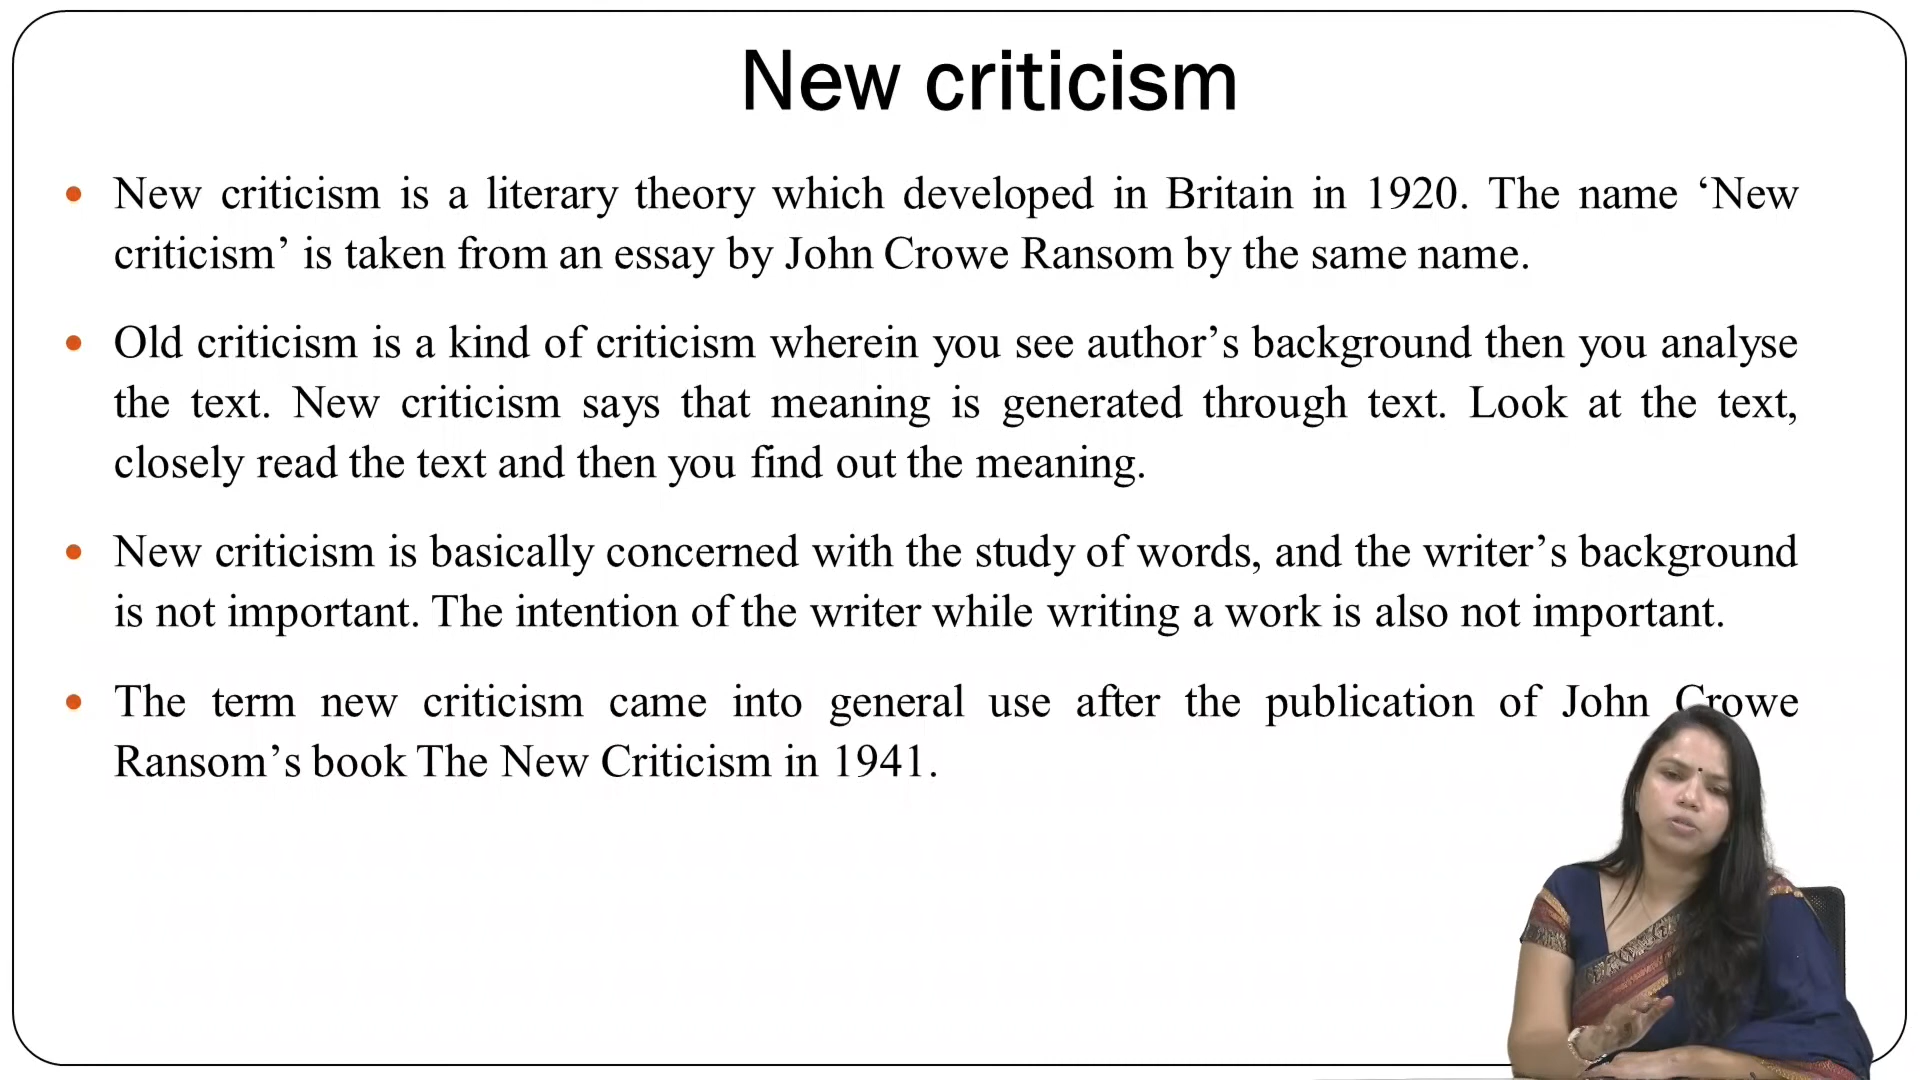 New criticism
New criticism is a literary theory which developed in Britain in 1920. The name ‘New
criticism’ is taken from an essay by John Crowe Ransom by the same name.
Old criticism is a kind of criticism wherein you see author’s background then you analyse
the text. New criticism says that meaning is generated through text. Look at the text,
closely read the text and then you find out the meaning.
New criticism is basically concerned with the study of words, and the writer’s background
is not important. The intention of the writer while writing a work is also not important.
The term new criticism came into general use after the publication of John Crowe
Ransom’s book The New Criticism in 1941.